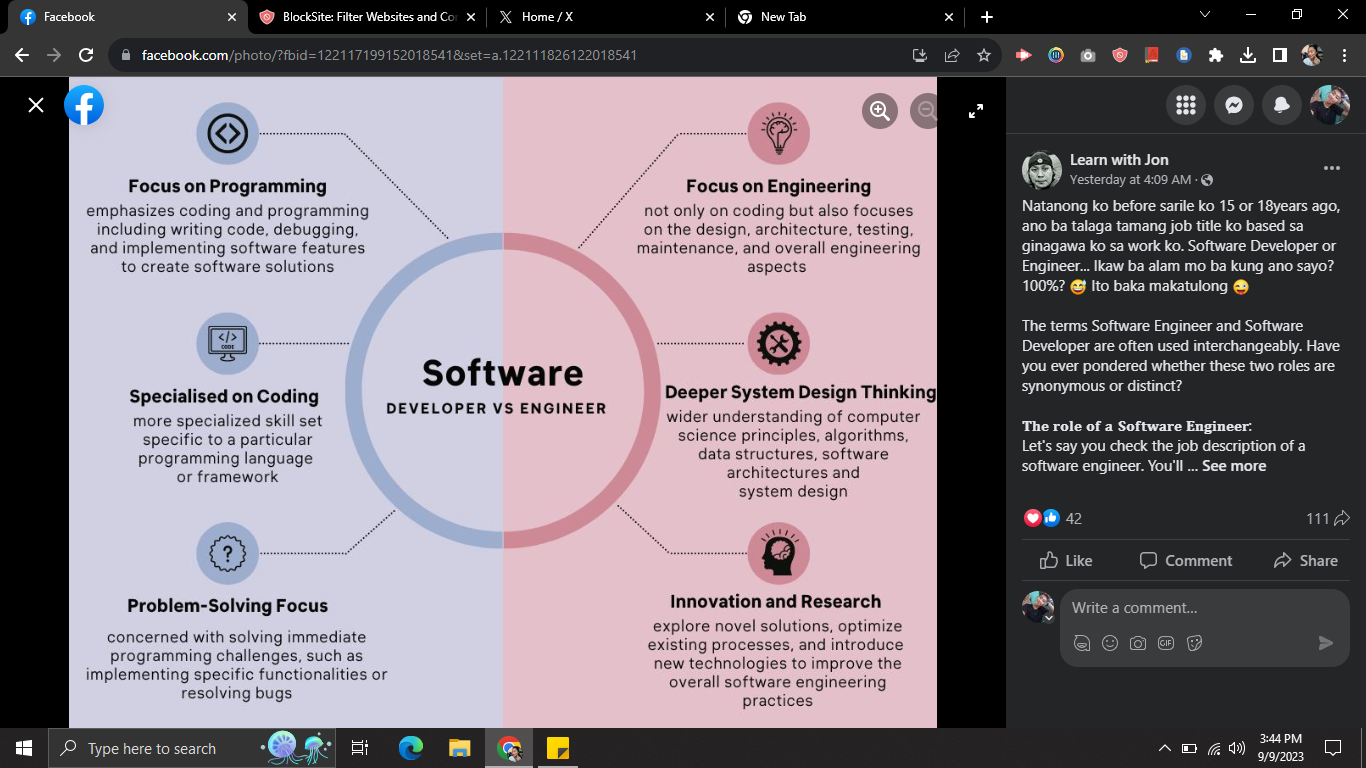 Facebook
BlockSite: Filter Websites and Co
Home / X
New Tab
facebook.com/photo/?fbid=122117199152018541&set=a.122111826122018541
Focus on Programming
emphasizes coding and programming
including writing code, debugging,
and implementing software features
to create software solutions
CODE
Specialised on Coding
more specialized skill set
specific to a particular
programming language
or framework
?
Problem-Solving Focus
concerned with solving immediate
programming challenges, such as
implementing specific functionalities or
resolving bugs
Software
DEVELOPER VS ENGINEER
Focus on Engineering
not only on coding but also focuses
on the design, architecture, testing,
maintenance, and overall engineering
aspects
Deeper System Design Thinking
wider understanding of computer
science principles, algorithms,
data structures, software
architectures and
system design
Innovation and Research
explore novel solutions, optimize
existing processes, and introduce
new technologies to improve the
overall software engineering
practices
Learn with Jon
Yesterday at 4:09 AM ·
Natanong ko before sarile ko 15 or 18years ago,
ano ba talaga tamang job title ko based sa
ginagawa ko sa work ko. Software Developer or
Engineer... Ikaw ba alam mo ba kung ano sayo?
100%? 😅 Ito baka makatulong 😜
The terms Software Engineer and Software
Developer are often used interchangeably. Have
you ever pondered whether these two roles are
synonymous or distinct?
𝐓𝐡𝐞 𝐫𝐨𝐥𝐞 𝐨𝐟 𝐚 𝐒𝐨𝐟𝐭𝐰𝐚𝐫𝐞 𝐄𝐧𝐠𝐢𝐧𝐞𝐞𝐫:
Let's say you check the job description of a
software engineer. You'll ... See more
42
111
Like
Comment
Share
Write a comment...
GIF
Type here to search
3:44 PM
9/9/2023